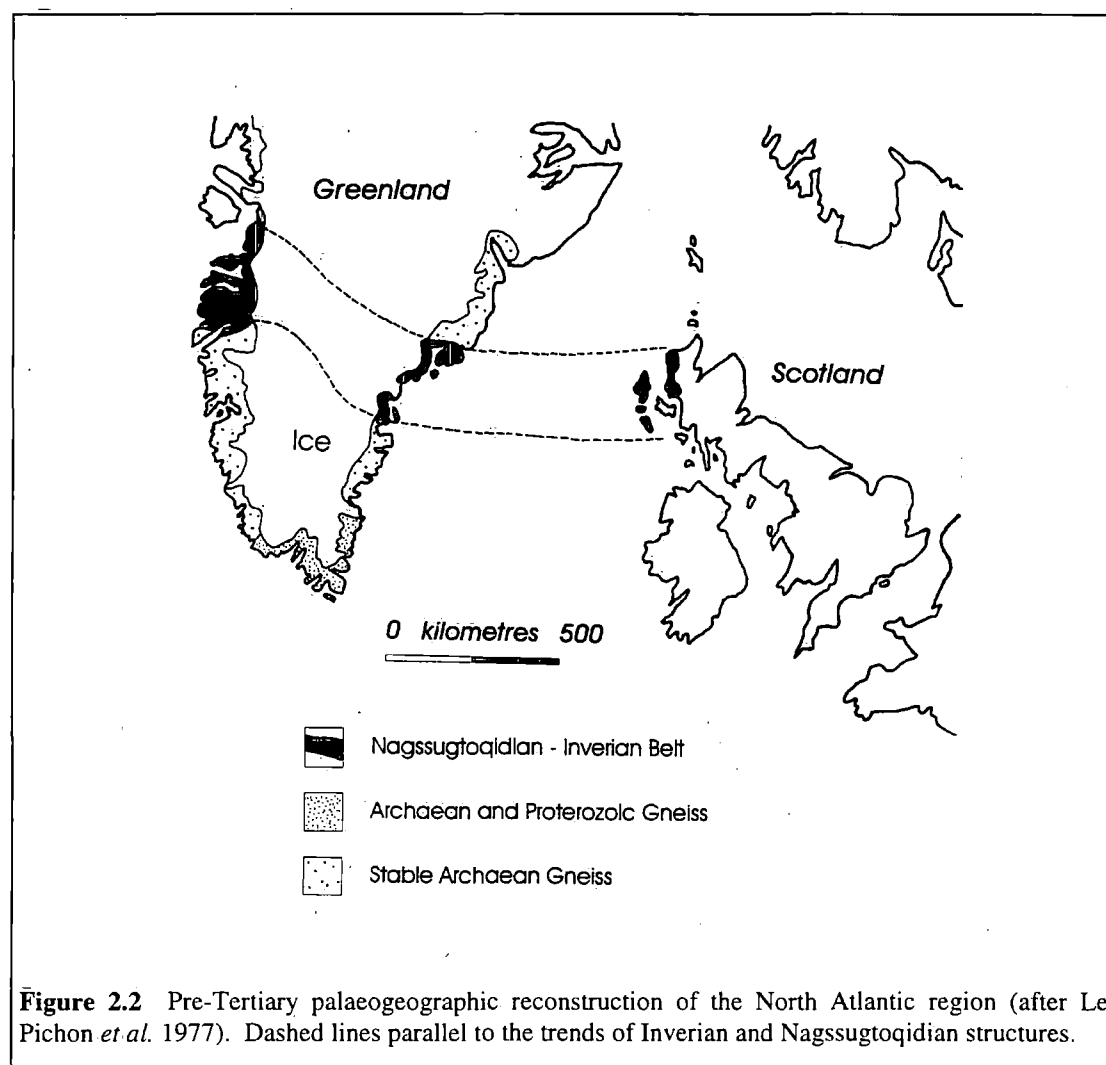 Greenland
Scotland
Ice
0 kilometres 500
Nagssugtoqidian - Inverian Belt
Archaean and Proterozoic Gneiss
Stable Archaean Gneiss
Figure 2.2 Pre-Tertiary palaeogeographic reconstruction of the North Atlantic region (after Le
Pichon et al. 1977). Dashed lines parallel to the trends of Inverian and Nagssugtoqidian structures.